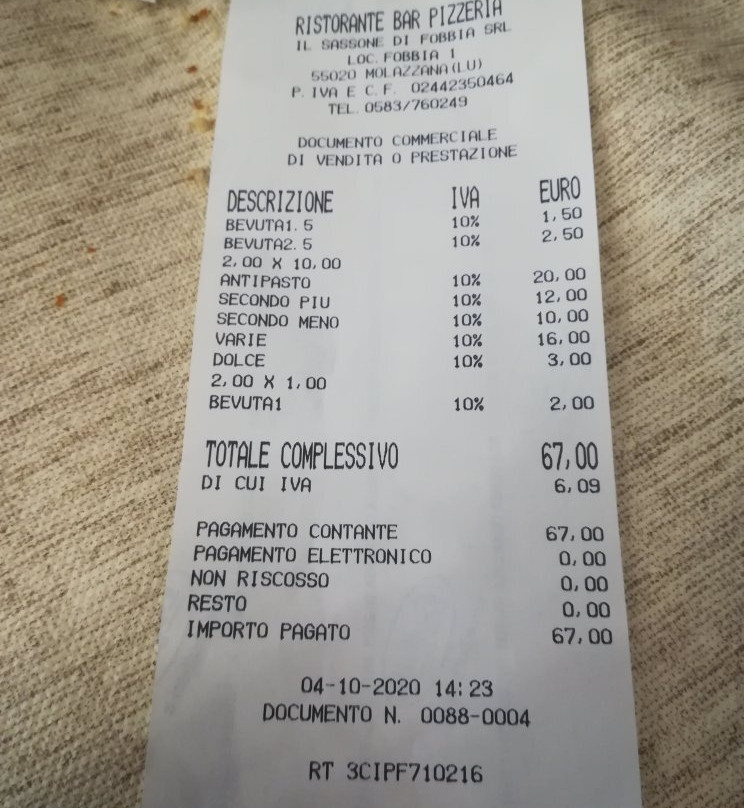 RISTORANTE BAR PIZZERIA
IL SASSONE DI FOBBIA SRL
LOC. FOBBIA 1
55020 MOLAZZANA(LU)
P. IVA E C. F. 02442350464
TEL. 0583/760249
DOCUMENTO COMMERCIALE
DI VENDITA O PRESTAZIONE
DESCRIZIONE IVA EURO
BEVUTA1. 5 10% 1,50
BEVUTA2. 5 10% 2,50
2,00 X 10,00
ANTIPASTO 10% 20,00
SECONDO PIU 10% 12,00
SECONDO MENO 10% 10,00
VARIE 10% 16,00
DOLCE 10% 3,00
2,00 X 1,00
BEVUTA1 10% 2,00
TOTALE COMPLESSIVO 67,00
DI CUI IVA 6,09
PAGAMENTO CONTANTE 67,00
PAGAMENTO ELETTRONICO 0,00
NON RISCOSSO 0,00
RESTO 0,00
IMPORTO PAGATO 67,00
04-10-2020 14:23
DOCUMENTO N. 0088-0004
RT 3CIPF710216